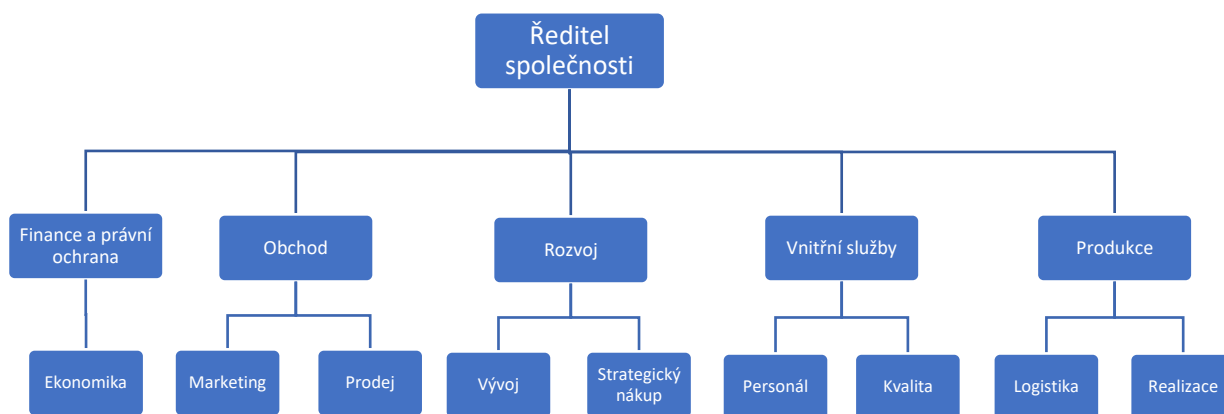 Ředitel
společnosti
Finance a právní
ochrana
Obchod
Rozvoj
Vnitřní služby
Produkce
Ekonomika
Marketing
Prodej
Vývoj
Strategický
nákup
Personál
Kvalita
Logistika
Realizace